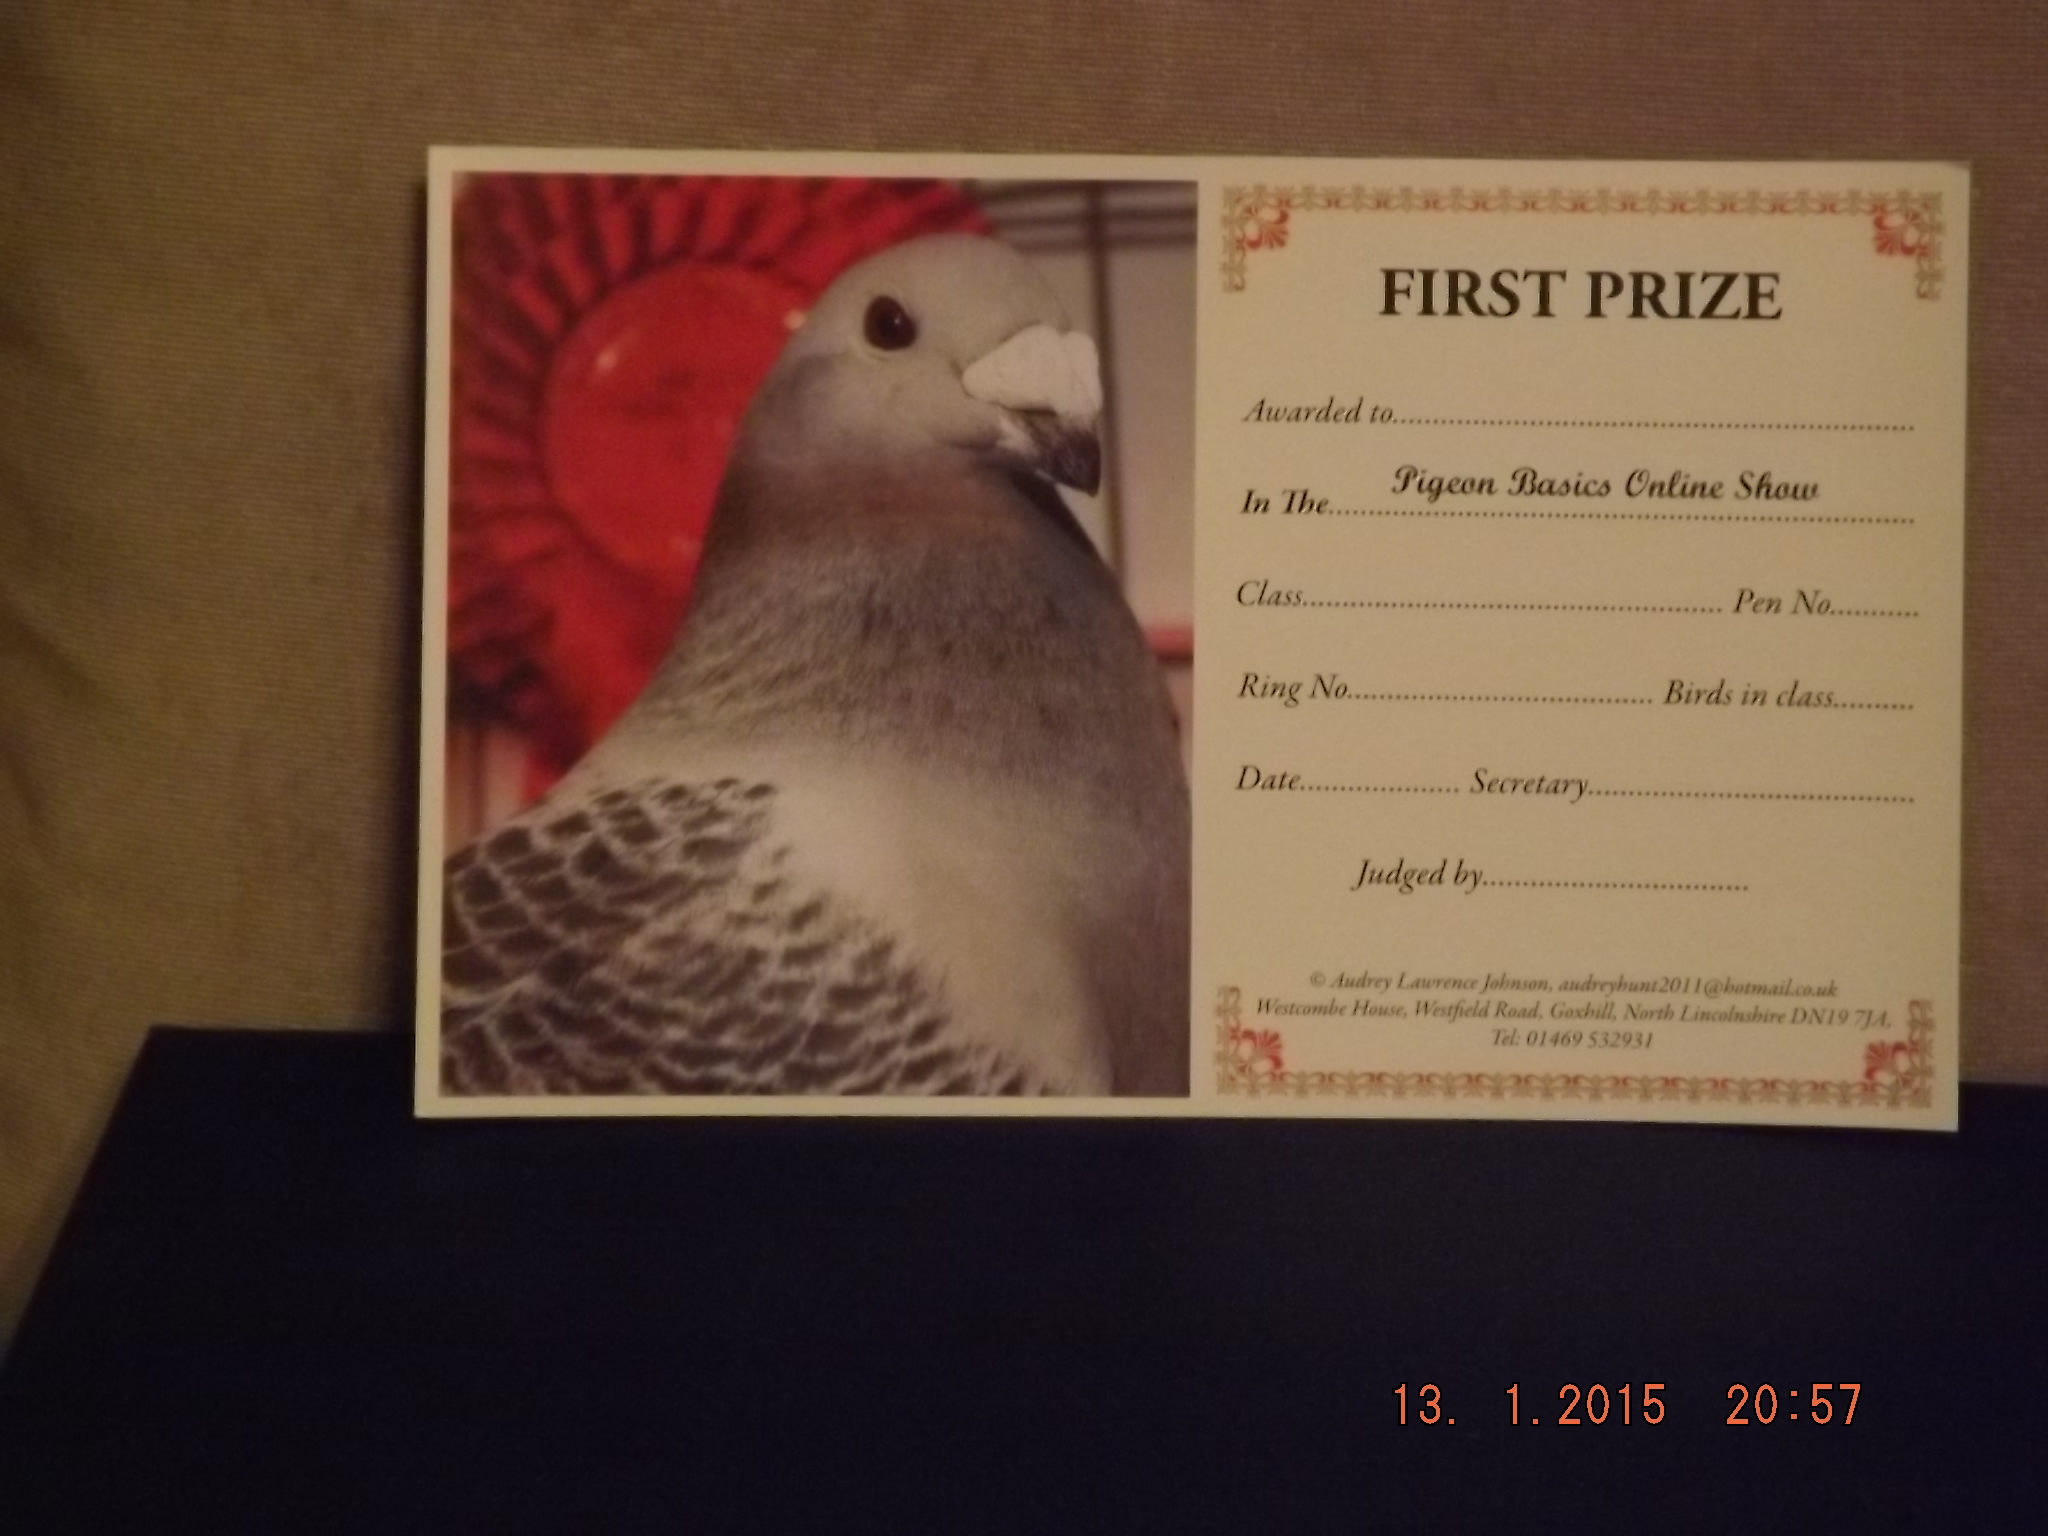 FIRST PRIZE
Awarded to................................................................
In The......Pigeon Basics Online Show............
Class.................................................... Pen No...........
Ring No...................................... Birds in class..........
Date.................... Secretary........................................
Judged by.................................
© Audrey Lawrence Johnson, audreyhunt2011@hotmail.co.uk
Westcombe House, Westfield Road, Goxhill, North Lincolnshire DN19 7JA,
Tel: 01469 532931
13. 1.2015 20:57